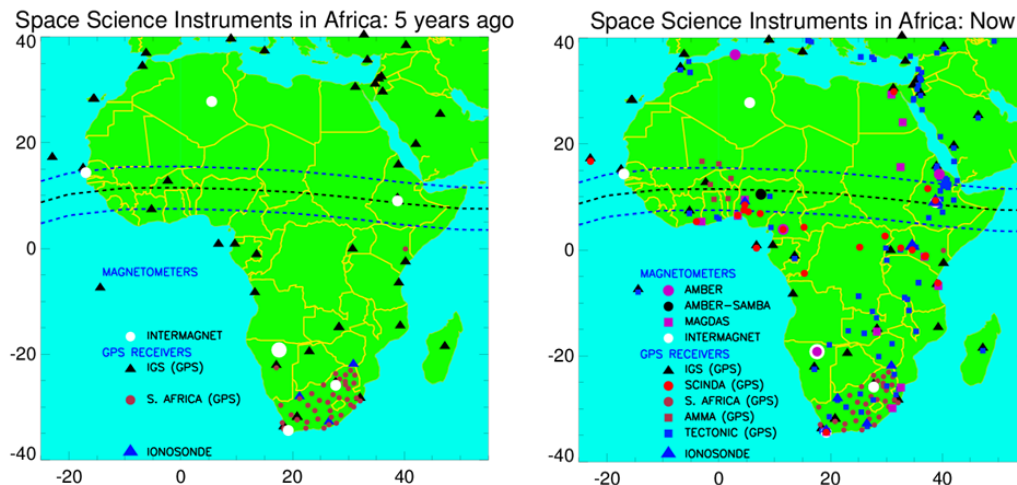 Space Science Instruments in Africa: 5 years ago
40
20
0
-20
-40
-20
0
20
40
MAGNETOMETERS
INTERMAGNET
GPS RECEIVERS
IGS (GPS)
S. AFRICA (GPS)
IONOSONDE
Space Science Instruments in Africa: Now
40
20
0
-20
-40
-20
0
20
40
MAGNETOMETERS
AMBER
AMBER-SAMBA
MAGDAS
INTERMAGNET
GPS RECEIVERS
IGS (GPS)
SCINDA (GPS)
S. AFRICA (GPS)
AMMA (GPS)
TECTONIC (GPS)
IONOSONDE